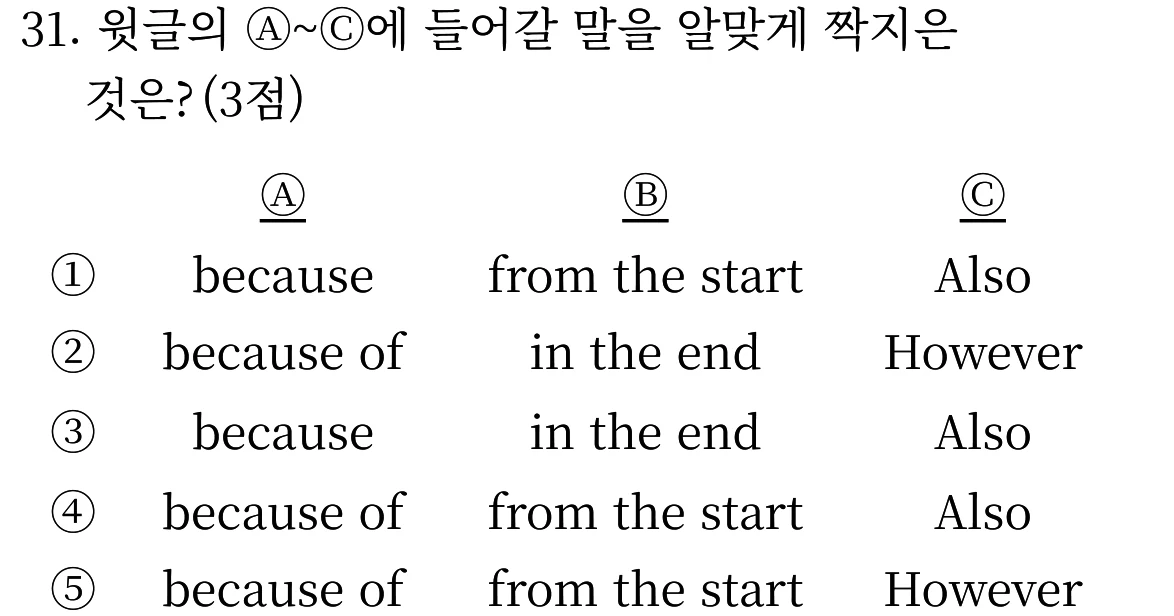 31. 윗글의 Ⓐ~Ⓒ에 들어갈 말을 알맞게 짝지은
것은? (3점)
Ⓐ Ⓑ Ⓒ
① because from the start Also
② because of in the end However
③ because in the end Also
④ because of from the start Also
⑤ because of from the start However